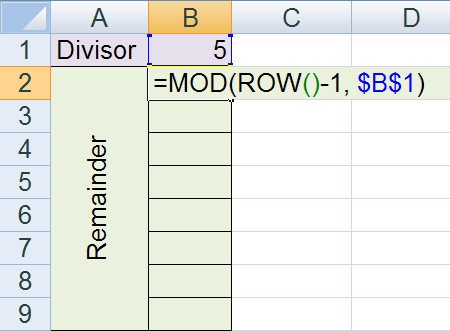 A B C D
1 Divisor 5
2 =MOD(ROW()-1, $B$1)
3
4
5
6
7
8
9
Remainder